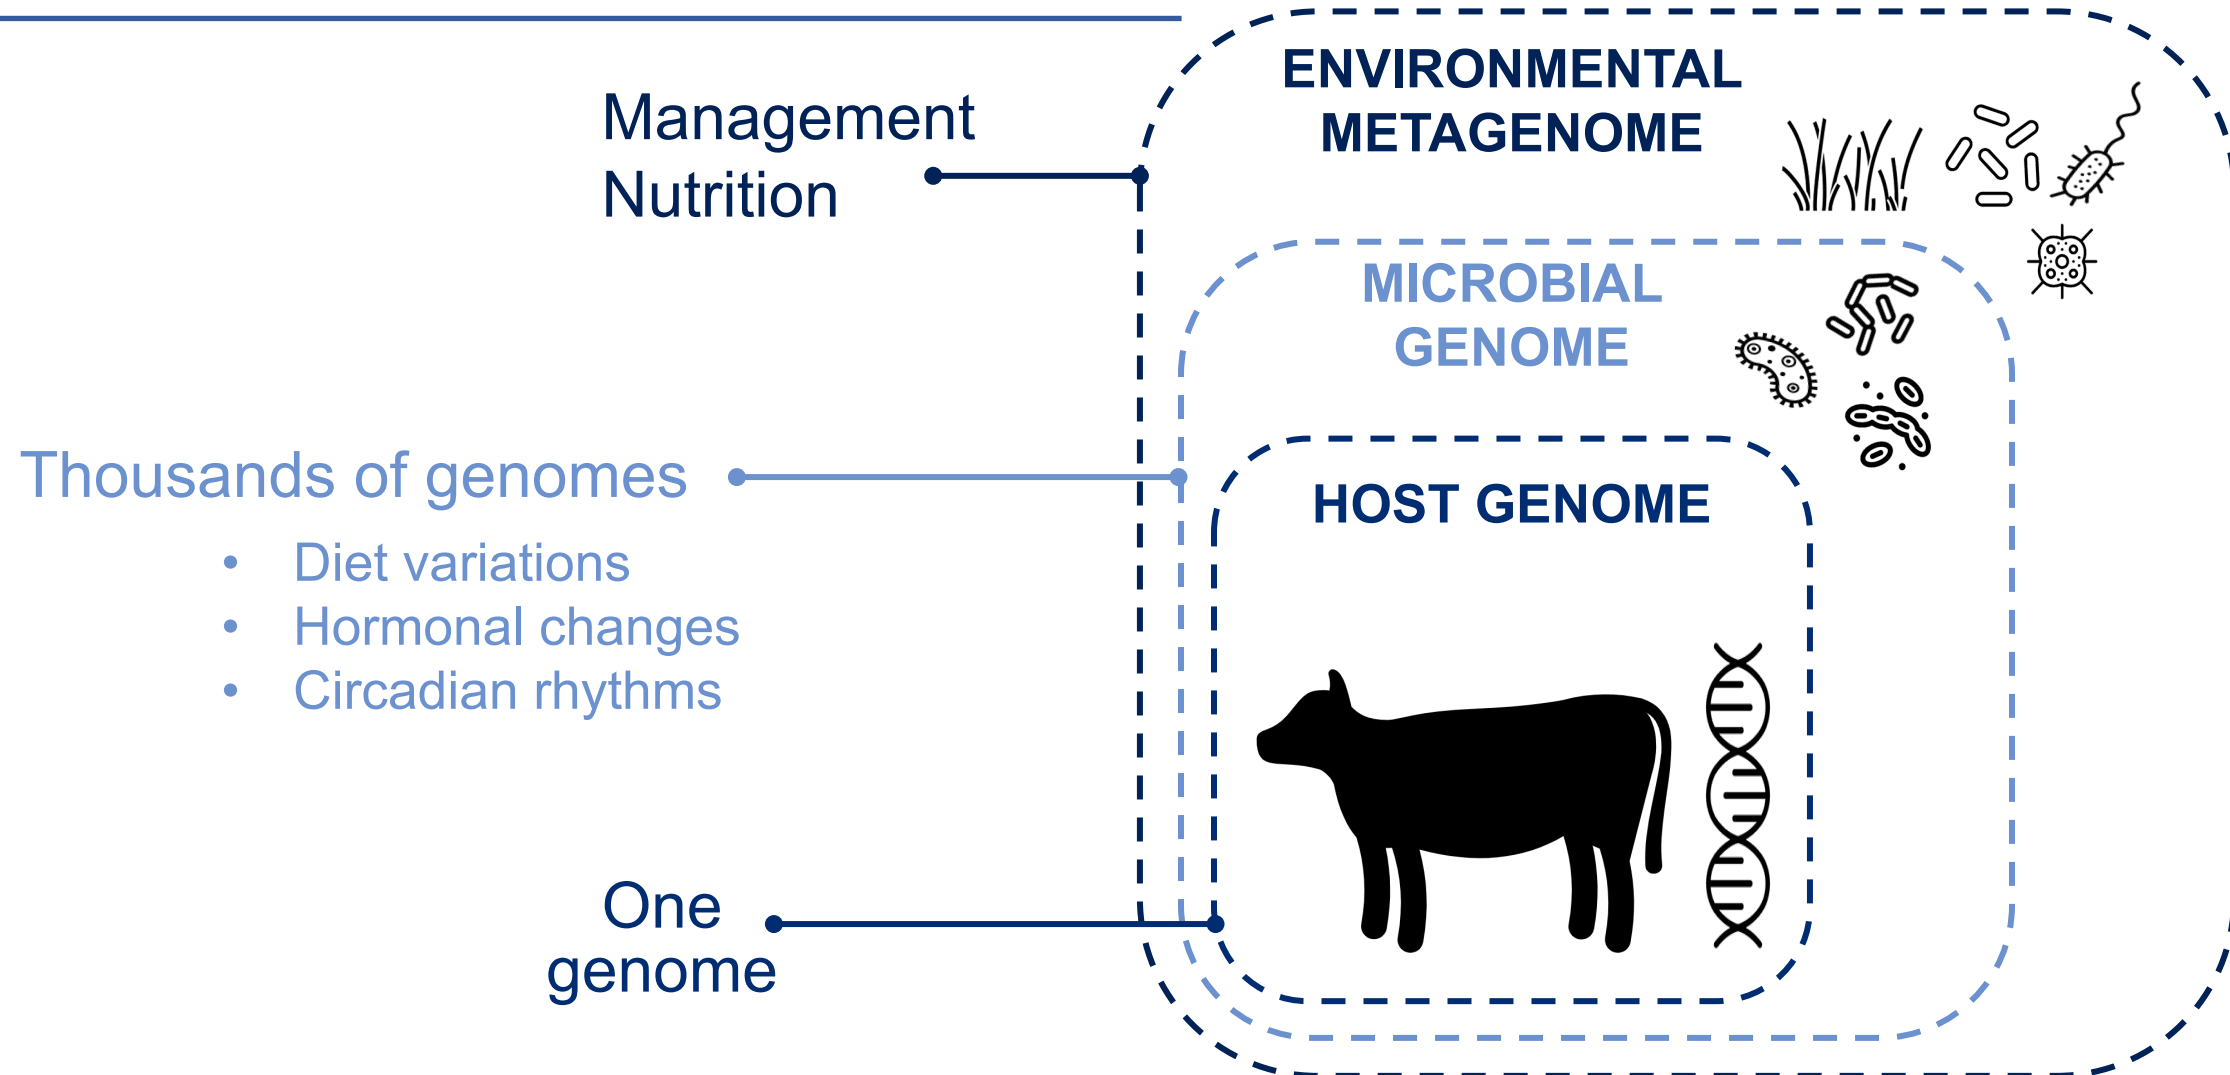 Management
Nutrition
ENVIRONMENTAL
METAGENOME
MICROBIAL
GENOME
Thousands of genomes
• Diet variations
• Hormonal changes
• Circadian rhythms
HOST GENOME
One
genome